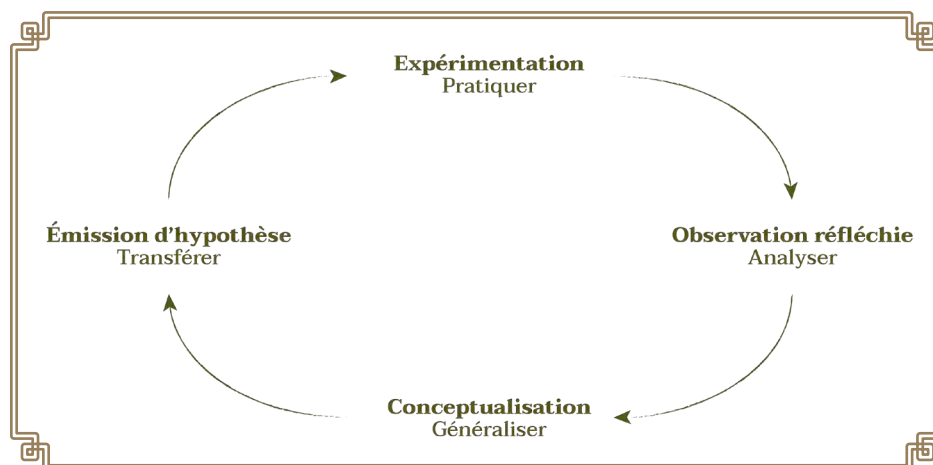 Expérimentation
Pratiquer
Émission d’hypothèse
Transférer
Observation réfléchie
Analyser
Conceptualisation
Généraliser